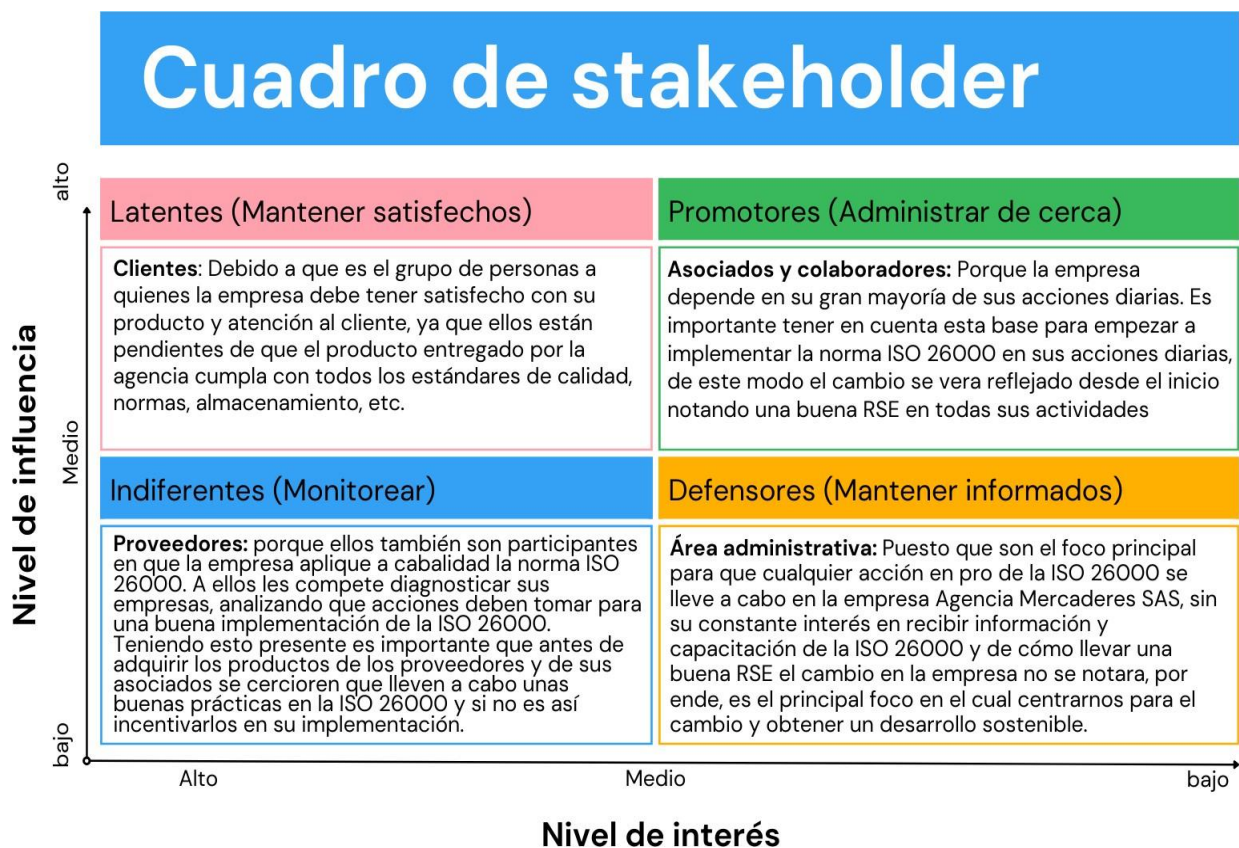 Cuadro de stakeholder
alto
Medio
bajo
Nivel de influencia
Latentes (Mantener satisfechos)
Clientes: Debido a que es el grupo de personas a
quienes la empresa debe tener satisfecho con su
producto y atención al cliente, ya que ellos están
pendientes de que el producto entregado por la
agencia cumpla con todos los estándares de calidad,
normas, almacenamiento, etc.
Promotores (Administrar de cerca)
Asociados y colaboradores: Porque la empresa
depende en su gran mayoría de sus acciones diarias. Es
importante tener en cuenta esta base para empezar a
implementar la norma ISO 26000 en sus acciones diarias,
de este modo el cambio se vera reflejado desde el inicio
notando una buena RSE en todas sus actividades
Indiferentes (Monitorear)
Proveedores: porque ellos también son participantes
en que la empresa aplique a cabalidad la norma ISO
26000. A ellos les compete diagnosticar sus
empresas, analizando que acciones deben tomar para
una buena implementación de la ISO 26000.
Teniendo esto presente es importante que antes de
adquirir los productos de los proveedores y de sus
asociados se cercioren que lleven a cabo unas
buenas prácticas en la ISO 26000 y si no es así
incentivarlos en su implementación.
Defensores (Mantener informados)
Área administrativa: Puesto que son el foco principal
para que cualquier acción en pro de la ISO 26000 se
lleve a cabo en la empresa Agencia Mercaderes SAS, sin
su constante interés en recibir información y
capacitación de la ISO 26000 y de cómo llevar una
buena RSE el cambio en la empresa no se notara, por
ende, es el principal foco en el cual centrarnos para el
cambio y obtener un desarrollo sostenible.
Alto
Medio
bajo
Nivel de interés